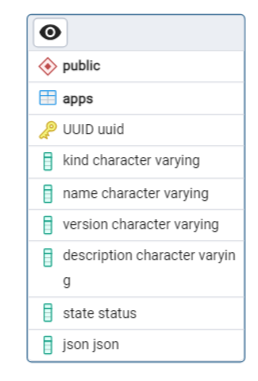 public
apps
UUID uuid
kind character varying
name character varying
version character varying
description character varyin
g
state status
json json